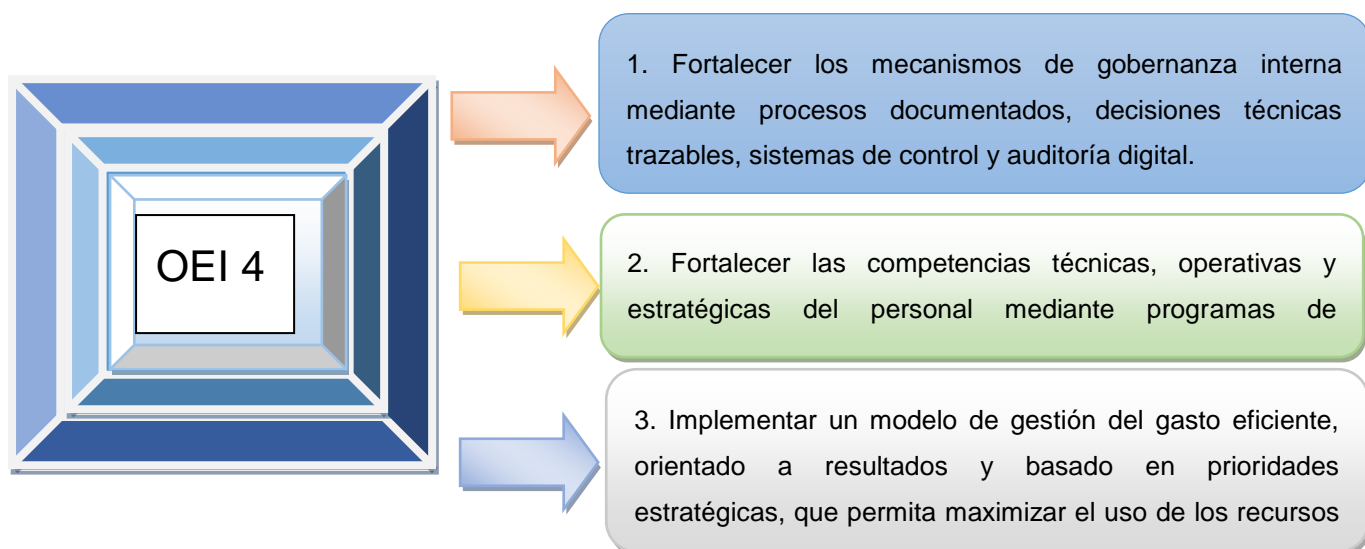 OEI 4
1. Fortalecer los mecanismos de gobernanza interna
mediante procesos documentados, decisiones técnicas
trazables, sistemas de control y auditoría digital.
2. Fortalecer las competencias técnicas, operativas y
estratégicas del personal mediante programas de
3. Implementar un modelo de gestión del gasto eficiente,
orientado a resultados y basado en prioridades
estratégicas, que permita maximizar el uso de los recursos